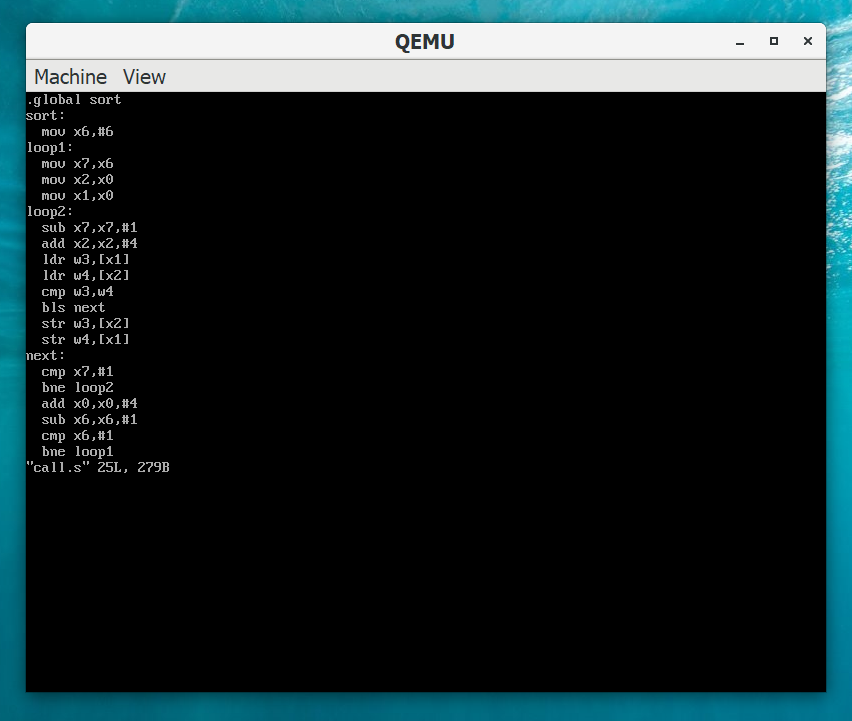 QEMU
Machine View
.global sort
sort:
  mov x6,#6
loop1:
  mov x7,x6
  mov x2,x0
  mov x1,x0
loop2:
  sub x7,x7,#1
  add x2,x2,#4
  ldr w3,[x1]
  ldr w4,[x2]
  cmp w3,w4
  bls next
  str w3,[x2]
  str w4,[x1]
next:
  cmp x7,#1
  bne loop2
  add x0,x0,#4
  sub x6,x6,#1
  cmp x6,#1
  bne loop1
"call.s" 25L, 279B